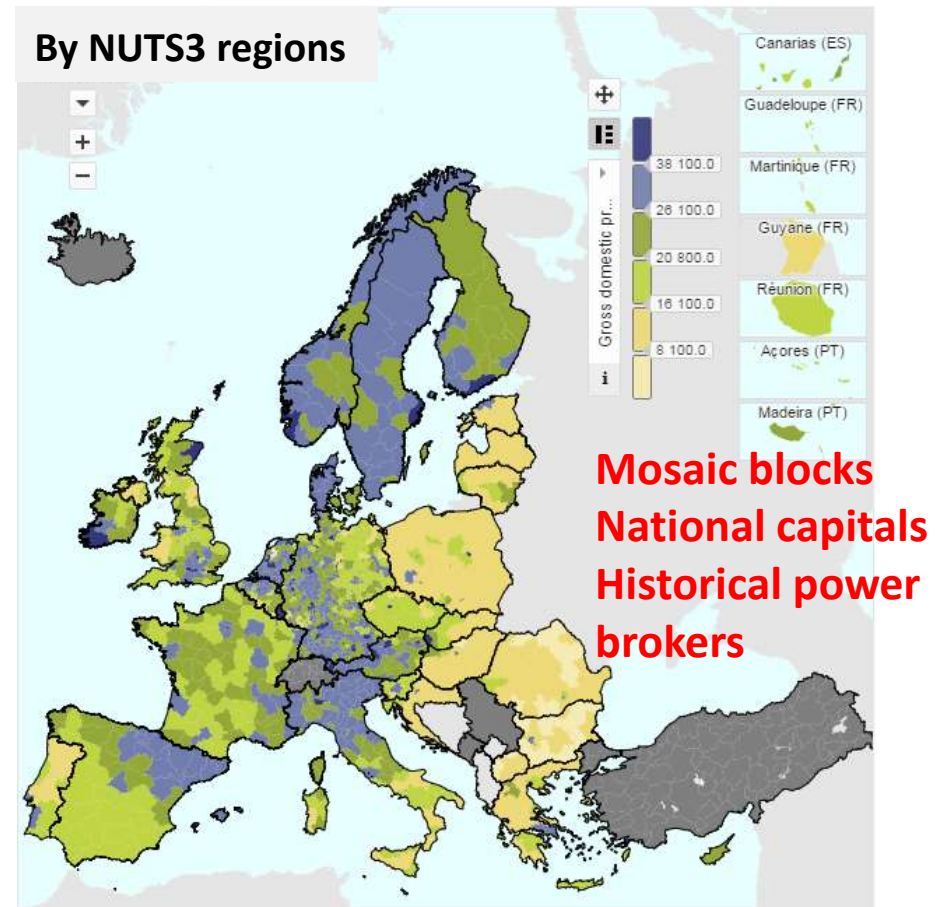 By NUTS3 regions
+
−
Gross domestic pr...
i
38 100.0
26 100.0
20 800.0
16 100.0
8 100.0
Canarias (ES)
Guadeloupe (FR)
Martinique (FR)
Guyane (FR)
Réunion (FR)
Açores (PT)
Madeira (PT)
Mosaic blocks
National capitals
Historical power
brokers